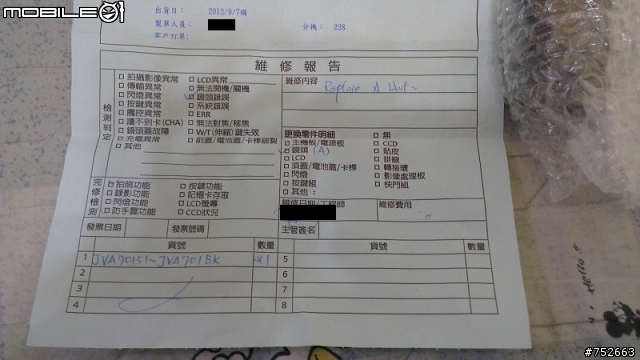 MOBILE01
出貨日： 2012/9/7購
製單人員：
分機： 228
客戶訂單：
維修報告
檢測判定
□ 拍攝影像異常 □ LCD異常
□ 傳輸異常 □ 無法開機/關機
□ 閃燈異常 □ 鏡頭錯誤
□ 按鍵異常 □ 系統錯誤
□ 觸控異常 □ ERR
□ 讀不到卡(CHA) □ 無法對焦/移焦
□ 鏡頭蓋故障 □ W/T(伸縮)鍵失效
□ 充電異常 □ 前蓋/電池蓋/卡榫破裂
□ 其他
維修內容
Replace A Unit~
更換零件明細 □ 無
□ 主機板/電源板 □ CCD
□ 鏡頭 (A) □ 貼皮
□ LCD □ 排線
□ 底蓋/電池蓋/卡榫 □ 轉接環
□ 閃燈 □ 影像處理板
□ 按鍵組 □ 快門組
□ 其他：
完修檢測
□ 拍照功能 □ 按鍵功能
□ 錄影功能 □ 記憶卡存取
□ 閃燈功能 □ LCD螢幕
□ 防手震功能 □ CCD狀況
維修日期/工程師 維修費用
發票日期 發票號碼 主管簽名
貨號 數量 貨號 數量
1 JVA701S1~JVA701BK x1 5
2 6
3 7
4 8
Hello!
#752663